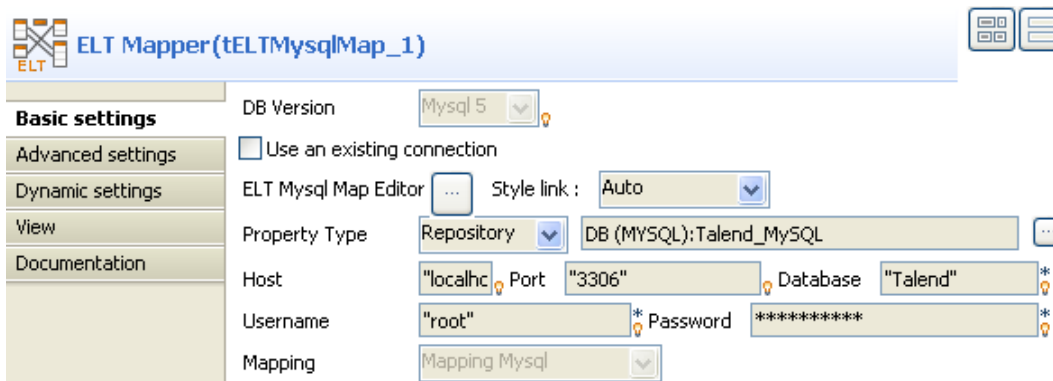 ELT Mapper(tELTMysqlMap_1)
ELT
Basic settings
Advanced settings
Dynamic settings
View
Documentation
DB Version Mysql 5
Use an existing connection
ELT Mysql Map Editor ... Style link : Auto
Property Type Repository DB (MYSQL):Talend_MySQL
Host "localhc Port "3306" Database "Talend" *
Username "root" * Password ********** *
Mapping Mapping Mysql